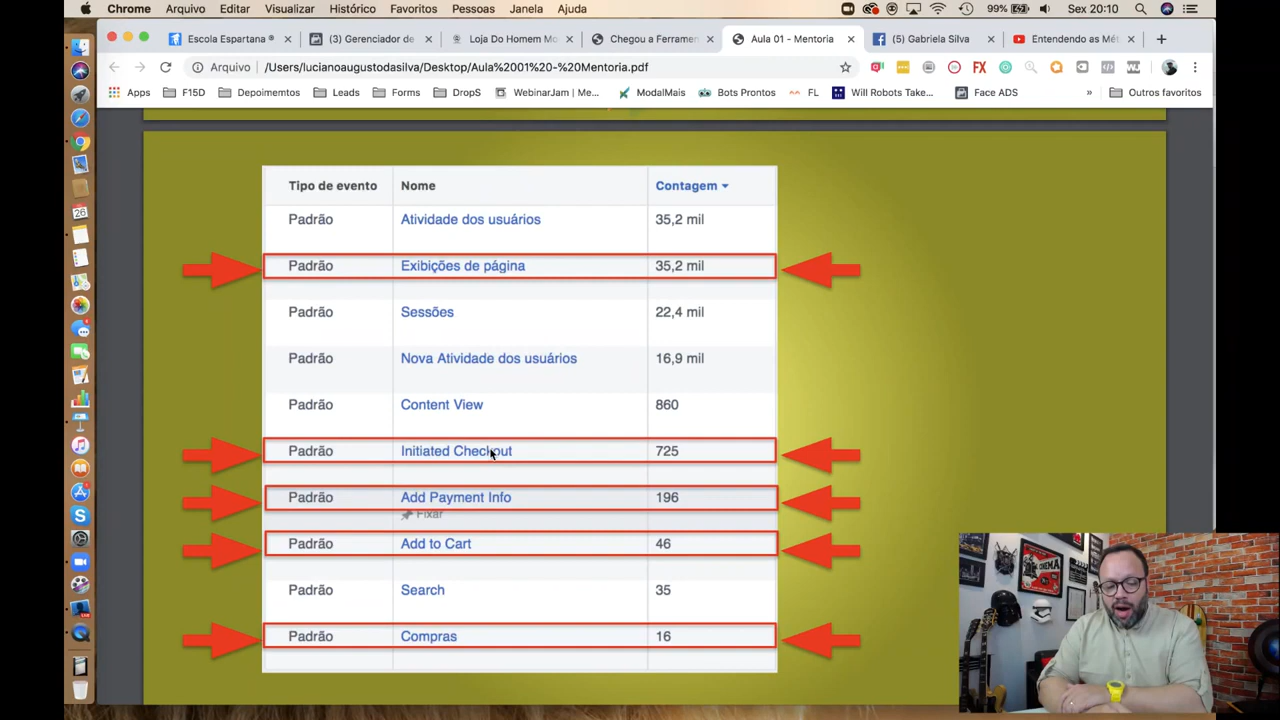 Chrome Arquivo Editar Visualizar Histórico Favoritos Pessoas Janela Ajuda 99% Sex 20:10
Escola Espartana ® × (3) Gerenciador de × Loja Do Homem Mo × Chegou a Ferramen × Aula 01 - Mentoria × (5) Gabriela Silva × Entendendo as Mét × +
Arquivo /Users/lucianoaugustodasilva/Desktop/Aula%2001%20-%20Mentoria.pdf
Apps F15D Depoimemtos Leads Forms DropS WebinarJam | Me... ModalMais Bots Prontos FL Will Robots Take... Face ADS » Outros favoritos
Tipo de evento Nome Contagem
Padrão Atividade dos usuários 35,2 mil
Padrão Exibições de página 35,2 mil
Padrão Sessões 22,4 mil
Padrão Nova Atividade dos usuários 16,9 mil
Padrão Content View 860
Padrão Initiated Checkout 725
Padrão Add Payment Info 196
Fixar
Padrão Add to Cart 46
Padrão Search 35
Padrão Compras 16
CINEMA